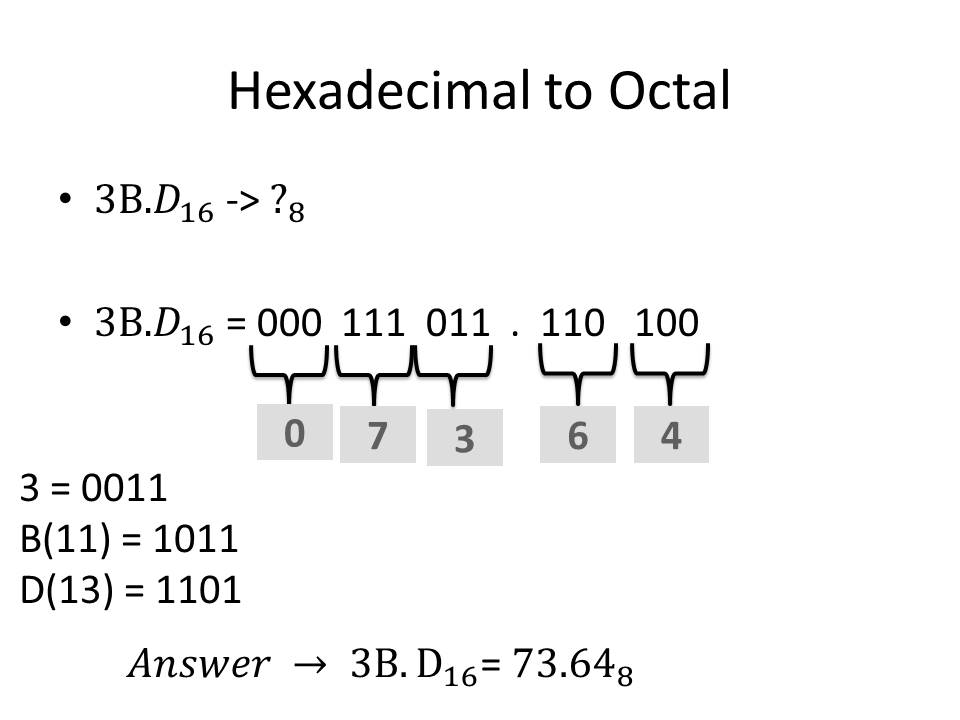 Hexadecimal to Octal
• 3B.D₁₆ -> ?₈
• 3B.D₁₆ = 000 111 011 . 110 100
0 7 3 6 4
3 = 0011
B(11) = 1011
D(13) = 1101
Answer → 3B. D₁₆= 73.64₈